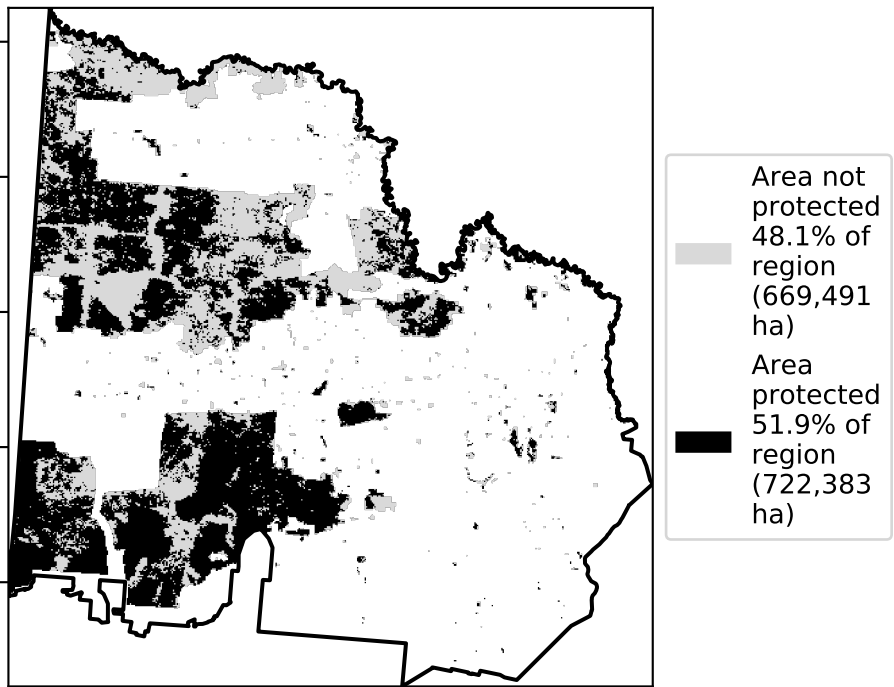 Area not
protected
48.1% of
region
(669,491
ha)
Area
protected
51.9% of
region
(722,383
ha)